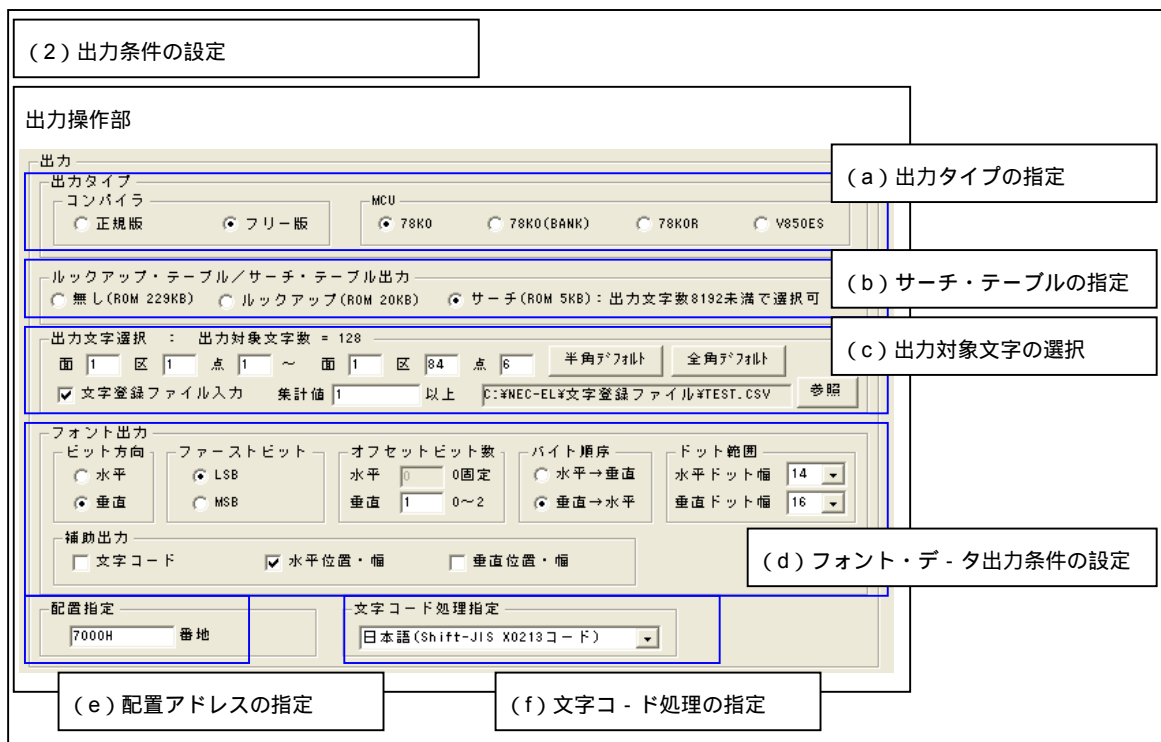 (2)出力条件の設定
出力操作部
出力
出力タイプ
コンパイラ
正規版 フリー版
MCU
78K0 78K0(BANK) 78K0R V850ES
(a)出力タイプの指定
ルックアップ・テーブル/サーチ・テーブル出力
無し(ROM 229KB) ルックアップ(ROM 20KB) サーチ(ROM 5KB):出力文字数8192未満で選択可
(b)サーチ・テーブルの指定
出力文字選択 : 出力対象文字数 = 128
面 1 区 1 点 1 ~ 面 1 区 84 点 6 半角デフォルト 全角デフォルト
文字登録ファイル入力 集計値 1 以上 C:¥NEC-EL¥文字登録ファイル¥TEST.CSV 参照
(c)出力対象文字の選択
フォント出力
ビット方向
水平
垂直
ファーストビット
LSB
MSB
オフセットビット数
水平 0 0固定
垂直 1 0~2
バイト順序
水平→垂直
垂直→水平
ドット範囲
水平ドット幅 14
垂直ドット幅 16
補助出力
文字コード 水平位置・幅 垂直位置・幅
(d)フォント・デ-タ出力条件の設定
配置指定
7000H 番地
文字コード処理指定
日本語(Shift-JIS X0213コード)
(e)配置アドレスの指定
(f)文字コ-ド処理の指定